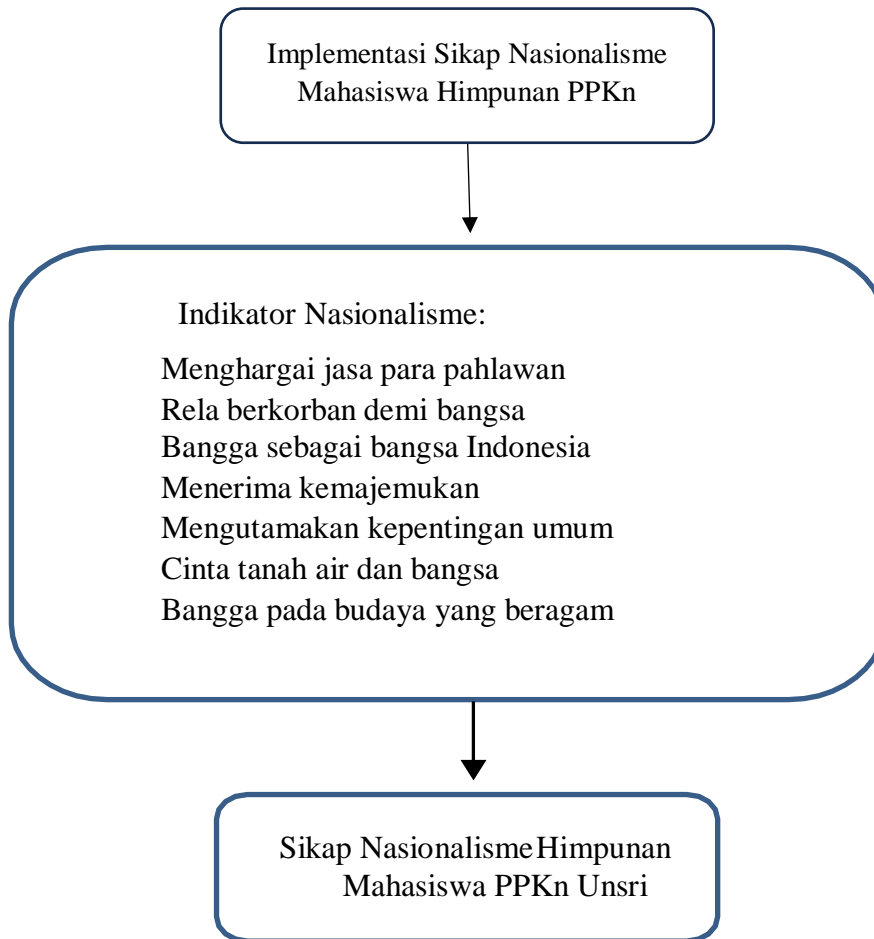 Implementasi Sikap Nasionalisme
Mahasiswa Himpunan PPKn
Indikator Nasionalisme:
Menghargai jasa para pahlawan
Rela berkorban demi bangsa
Bangga sebagai bangsa Indonesia
Menerima kemajemukan
Mengutamakan kepentingan umum
Cinta tanah air dan bangsa
Bangga pada budaya yang beragam
Sikap Nasionalisme Himpunan
Mahasiswa PPKn Unsri